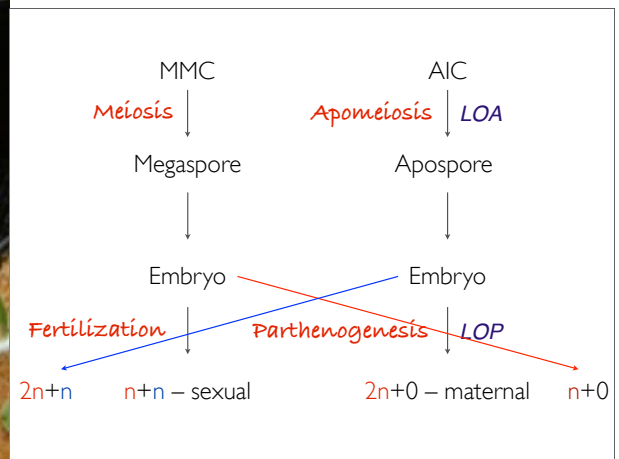 MMC AIC
Meiosis Apomeiosis LOA
Megaspore Apospore
Embryo Embryo
Fertilization Parthenogenesis LOP
2n+n n+n – sexual 2n+0 – maternal n+0